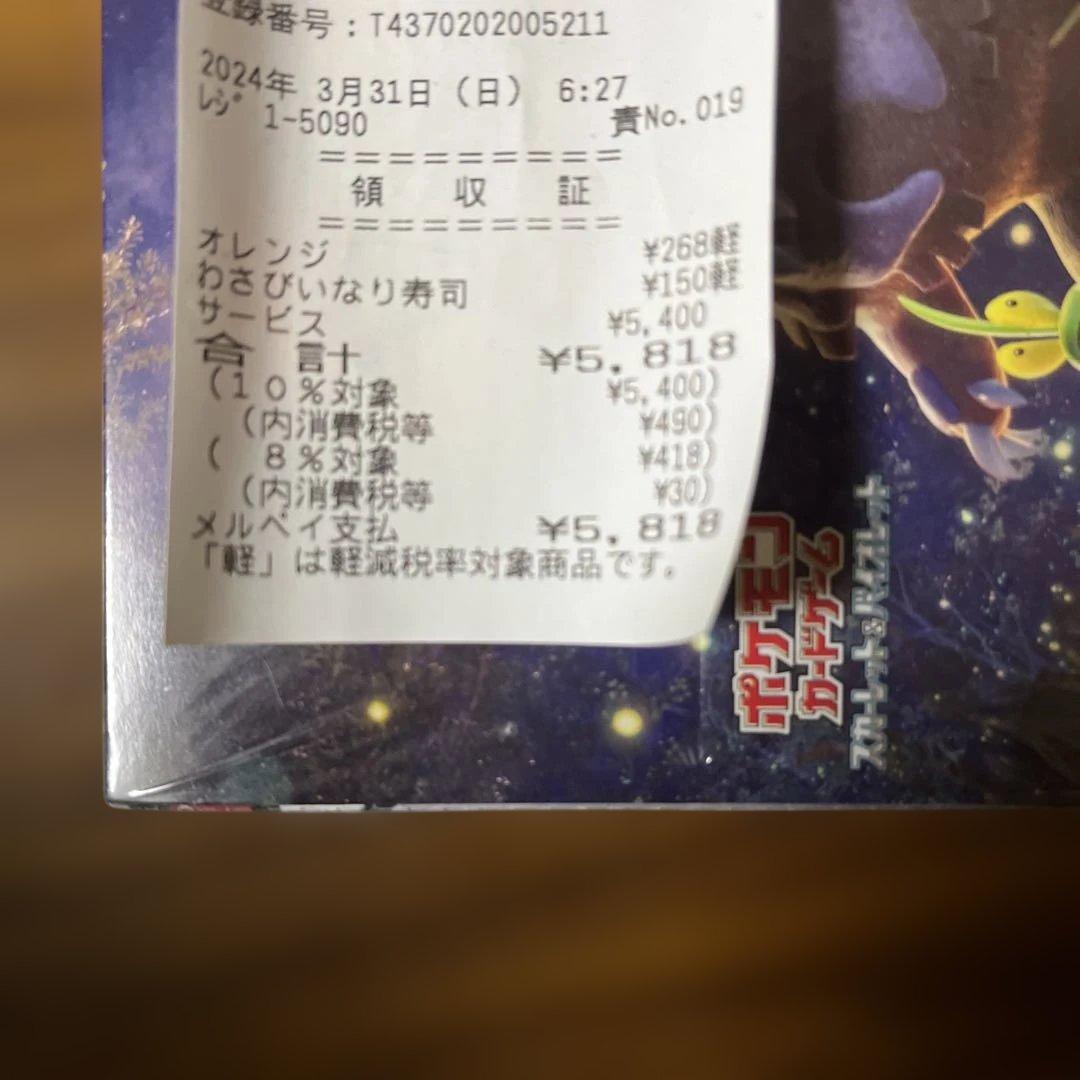 登録番号:T4370202005211
2024年 3月31日(日) 6:27
レジ 1-5090 責No.019
=========
領 収 証
=========
オレンジ ¥268軽
わさびいなり寿司 ¥150軽
サービス ¥5,400
合 計 ¥5,818
(10%対象 ¥5,400)
(内消費税等 ¥490)
( 8%対象 ¥418)
(内消費税等 ¥30)
メルペイ支払 ¥5,818
「軽」は軽減税率対象商品です。
ポケモン
カードゲーム
スカーレット&バイオレット